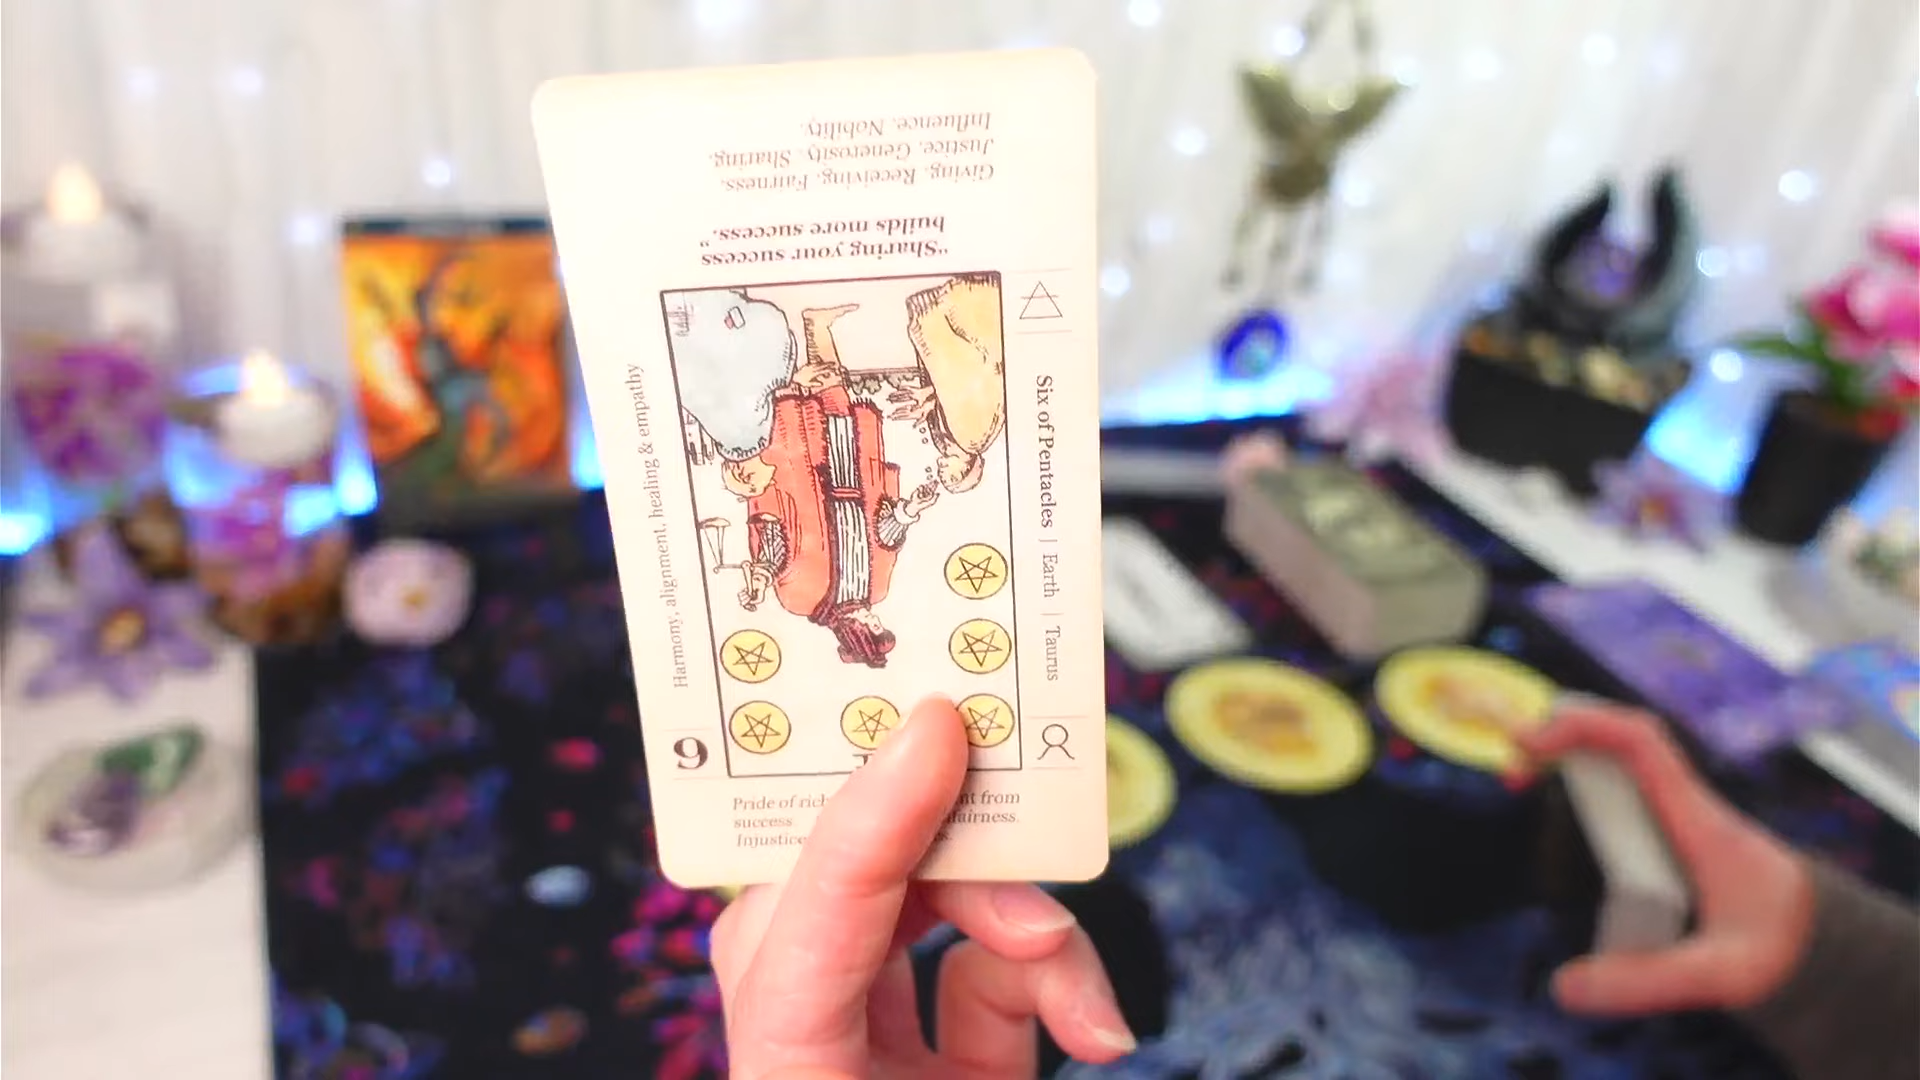 Giving. Receiving. Fairness.
Justice. Generosity. Sharing.
Influence. Nobility.
"Sharing your success
builds more success."
Harmony, alignment, healing & empathy
Six of Pentacles | Earth | Taurus
6
Pride of from
success. fairness.
Injustice